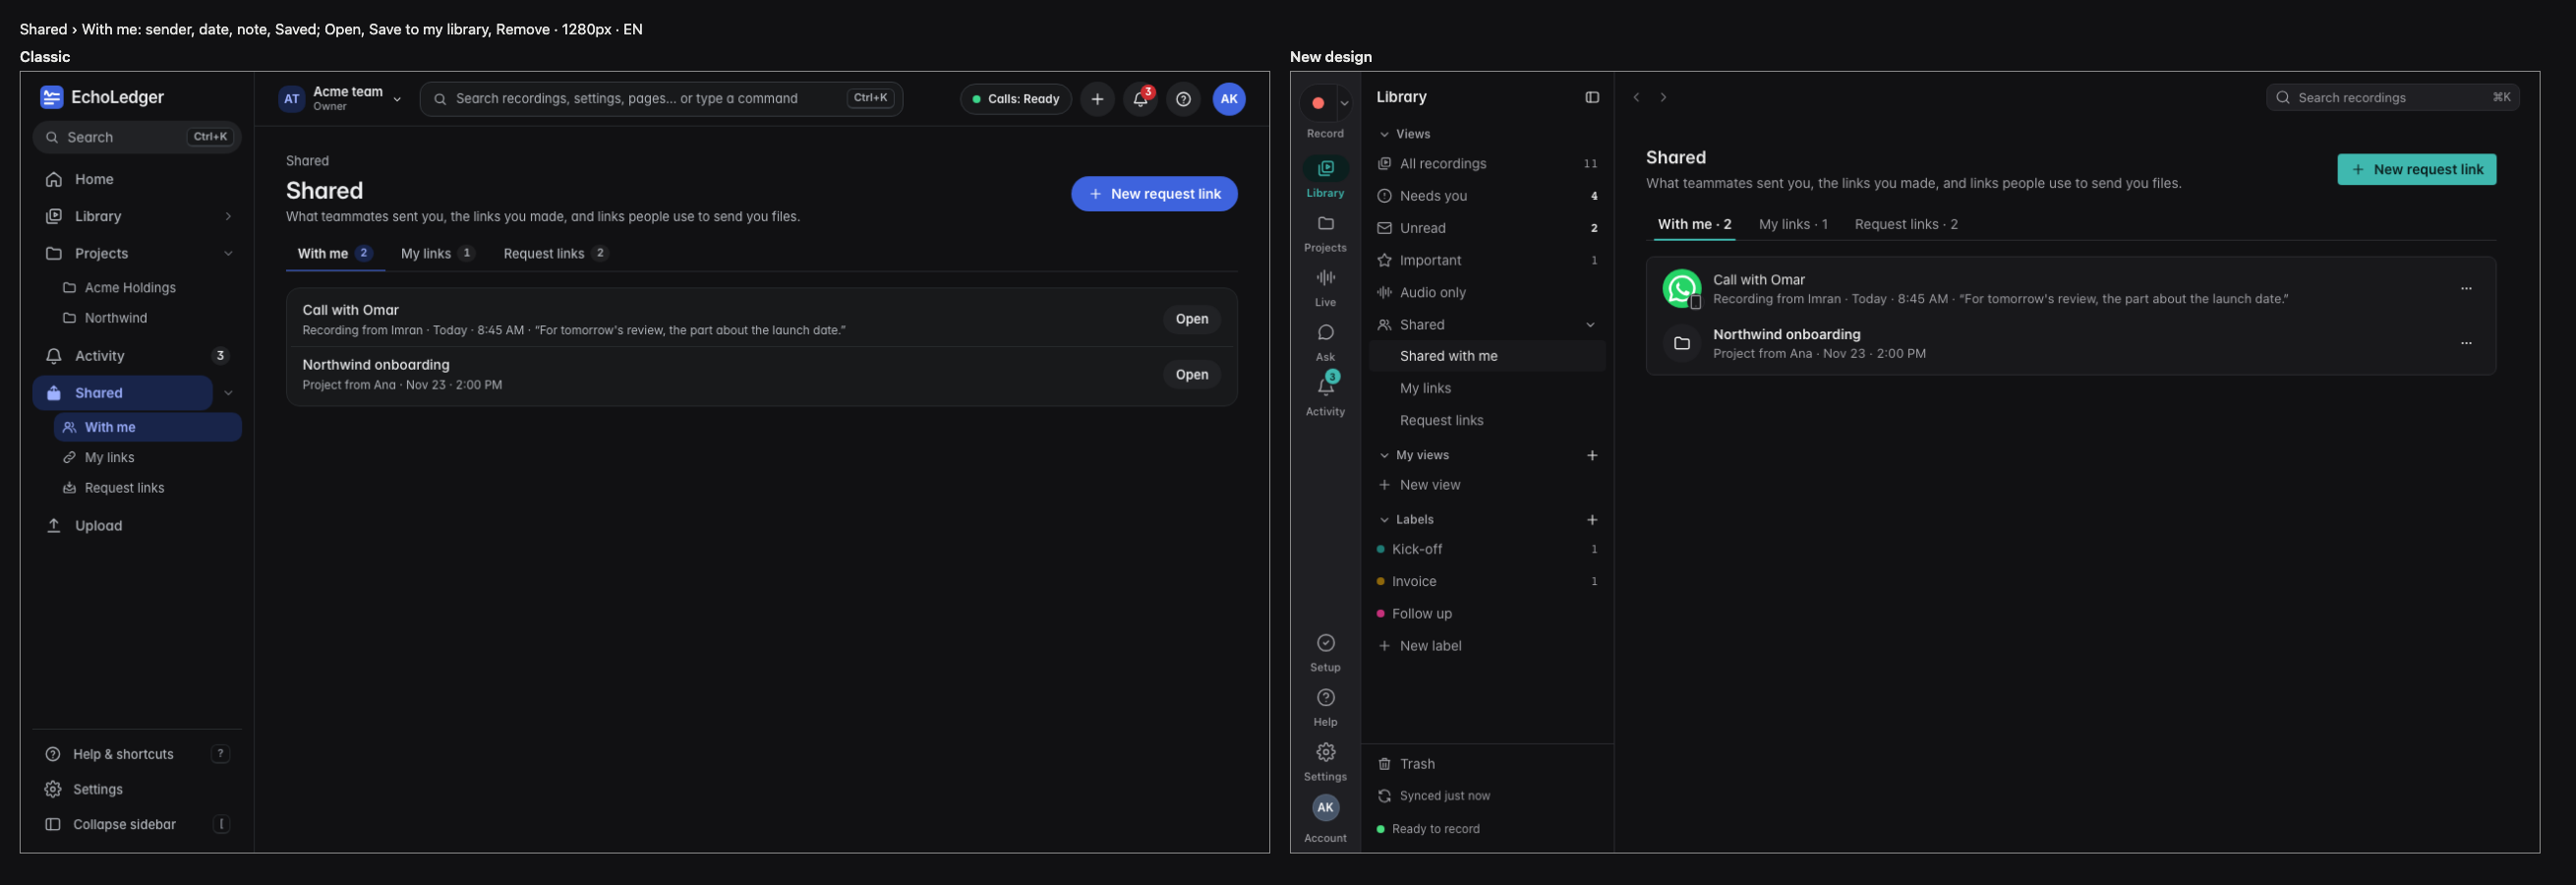 Shared › With me: sender, date, note, Saved; Open, Save to my library, Remove · 1280px · EN
Classic
EchoLedger
Search Ctrl+K
Home
Library
Projects
Acme Holdings
Northwind
Activity 3
Shared
With me
My links
Request links
Upload
Help & shortcuts ?
Settings
Collapse sidebar [
AT Acme team
Owner
Search recordings, settings, pages... or type a command Ctrl+K
Calls: Ready
3
AK
Shared
Shared
What teammates sent you, the links you made, and links people use to send you files.
New request link
With me 2 My links 1 Request links 2
Call with Omar
Recording from Imran · Today · 8:45 AM · “For tomorrow's review, the part about the launch date.”
Open
Northwind onboarding
Project from Ana · Nov 23 · 2:00 PM
Open
New design
Record
Library
Projects
Live
Ask
3
Activity
Setup
Help
Settings
AK
Account
Library
Views
All recordings 11
Needs you 4
Unread 2
Important 1
Audio only
Shared
Shared with me
My links
Request links
My views
New view
Labels
Kick-off 1
Invoice 1
Follow up
New label
Trash
Synced just now
Ready to record
Search recordings ⌘K
Shared
What teammates sent you, the links you made, and links people use to send you files.
New request link
With me · 2 My links · 1 Request links · 2
Call with Omar
Recording from Imran · Today · 8:45 AM · “For tomorrow's review, the part about the launch date.”
Northwind onboarding
Project from Ana · Nov 23 · 2:00 PM